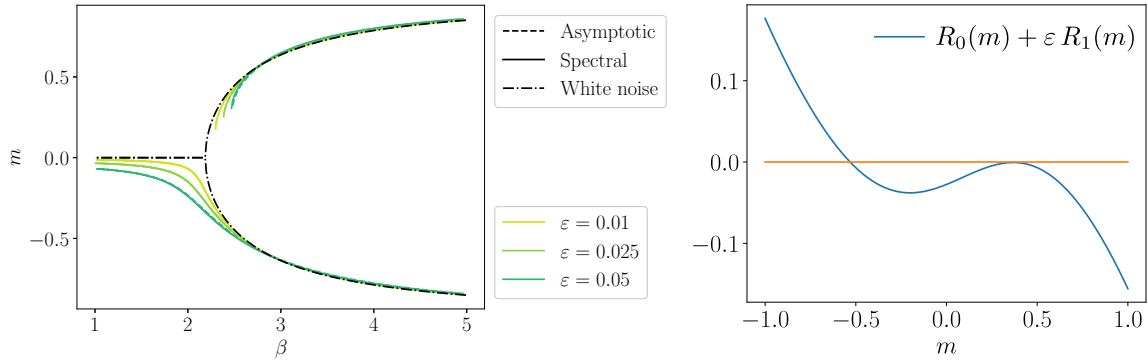 0.5
0.0
−0.5
m
1 2 3 4 5
β
Asymptotic
Spectral
White noise
ε = 0.01
ε = 0.025
ε = 0.05
R₀(m) + ε R₁(m)
0.1
0.0
−0.1
−1.0 −0.5 0.0 0.5 1.0
m